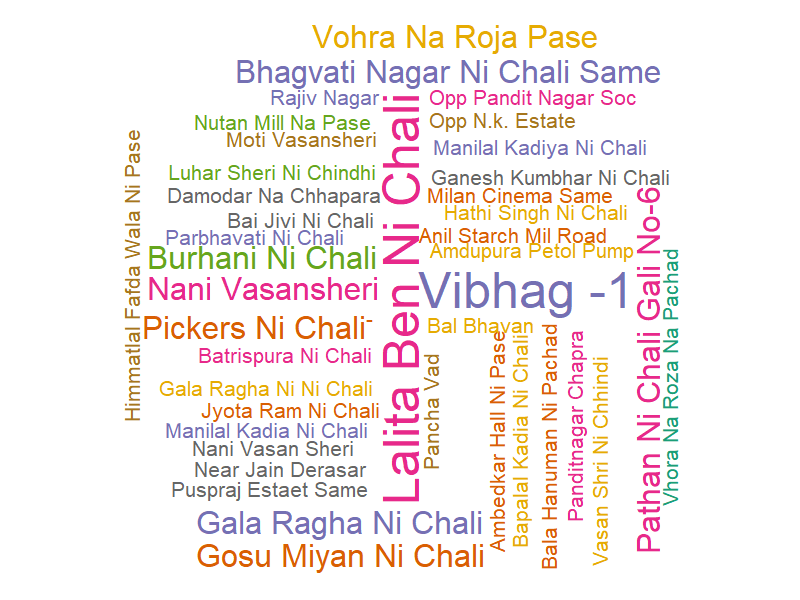 Vohra Na Roja Pase
Bhagvati Nagar Ni Chali Same
Rajiv Nagar
Opp Pandit Nagar Soc
Nutan Mill Na Pase
Opp N.k. Estate
Moti Vasansheri
Manilal Kadiya Ni Chali
Luhar Sheri Ni Chindhi
Ganesh Kumbhar Ni Chali
Damodar Na Chhapara
Milan Cinema Same
Bai Jivi Ni Chali
Hathi Singh Ni Chali
Parbhavati Ni Chali
Anil Starch Mil Road
Burhani Ni Chali
Amdupura Petol Pump
Nani Vasansheri
Vibhag -1
Pickers Ni Chali-
Bal Bhavan
Batrispura Ni Chali
Gala Ragha Ni Ni Chali
Jyota Ram Ni Chali
Manilal Kadia Ni Chali
Nani Vasan Sheri
Near Jain Derasar
Puspraj Estaet Same
Gala Ragha Ni Chali
Gosu Miyan Ni Chali
Himmatlal Fafda Wala Ni Pase
Lalita Ben Ni Chali
Pancha Vad
Ambedkar Hall Ni Pase
Bapalal Kadia Ni Chalin
Bala Hanuman Ni Pachad
Panditnagar Chapra
Vasan Shri Ni Chhindi
Pathan Ni Chali Gali No-6
Vhora Na Roza Na Pachad